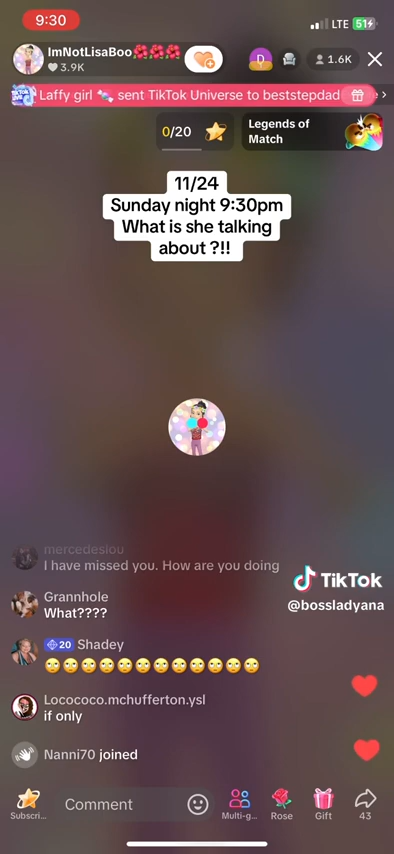 9:30
LTE 51
ImNotLisaBoo🌺🌺🌺
3.9K
D
1.6K
Laffy girl 🍬 sent TikTok Universe to beststepdad
0/20
Legends of
Match
11/24
Sunday night 9:30pm
What is she talking
about ?!!
mercedeslou
I have missed you. How are you doing
TikTok
@bossladyana
Grannhole
What????
20 Shadey
🙄🙄🙄🙄🙄🙄🙄🙄🙄🙄🙄🙄
Locococo.mchufferton.ysl
if only
Nanni70 joined
Comment
Subscri...
Multi-g...
Rose
Gift
43